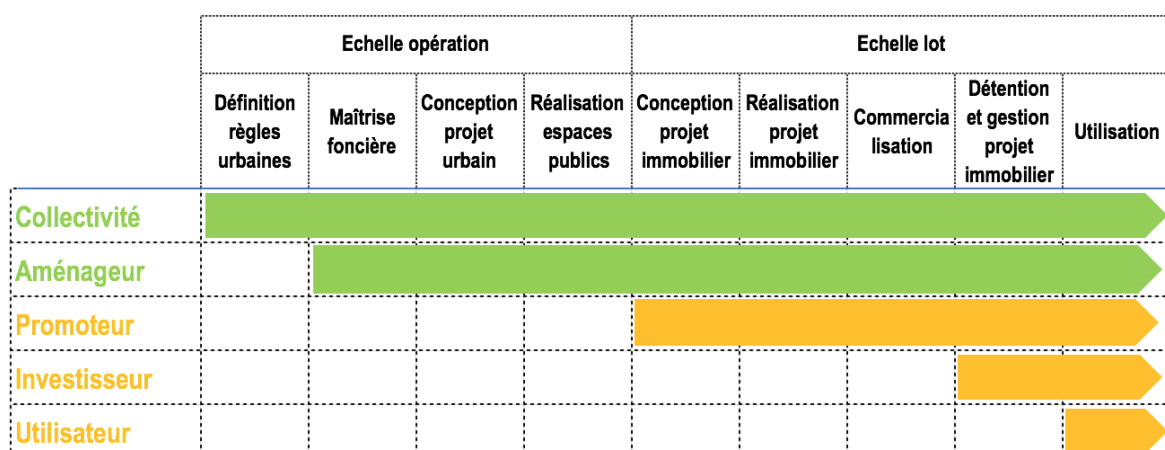 Echelle opération
Echelle lot
Définition
règles
urbaines
Maîtrise
foncière
Conception
projet
urbain
Réalisation
espaces
publics
Conception
projet
immobilier
Réalisation
projet
immobilier
Commercia
lisation
Détention
et gestion
projet
immobilier
Utilisation
Collectivité
Aménageur
Promoteur
Investisseur
Utilisateur